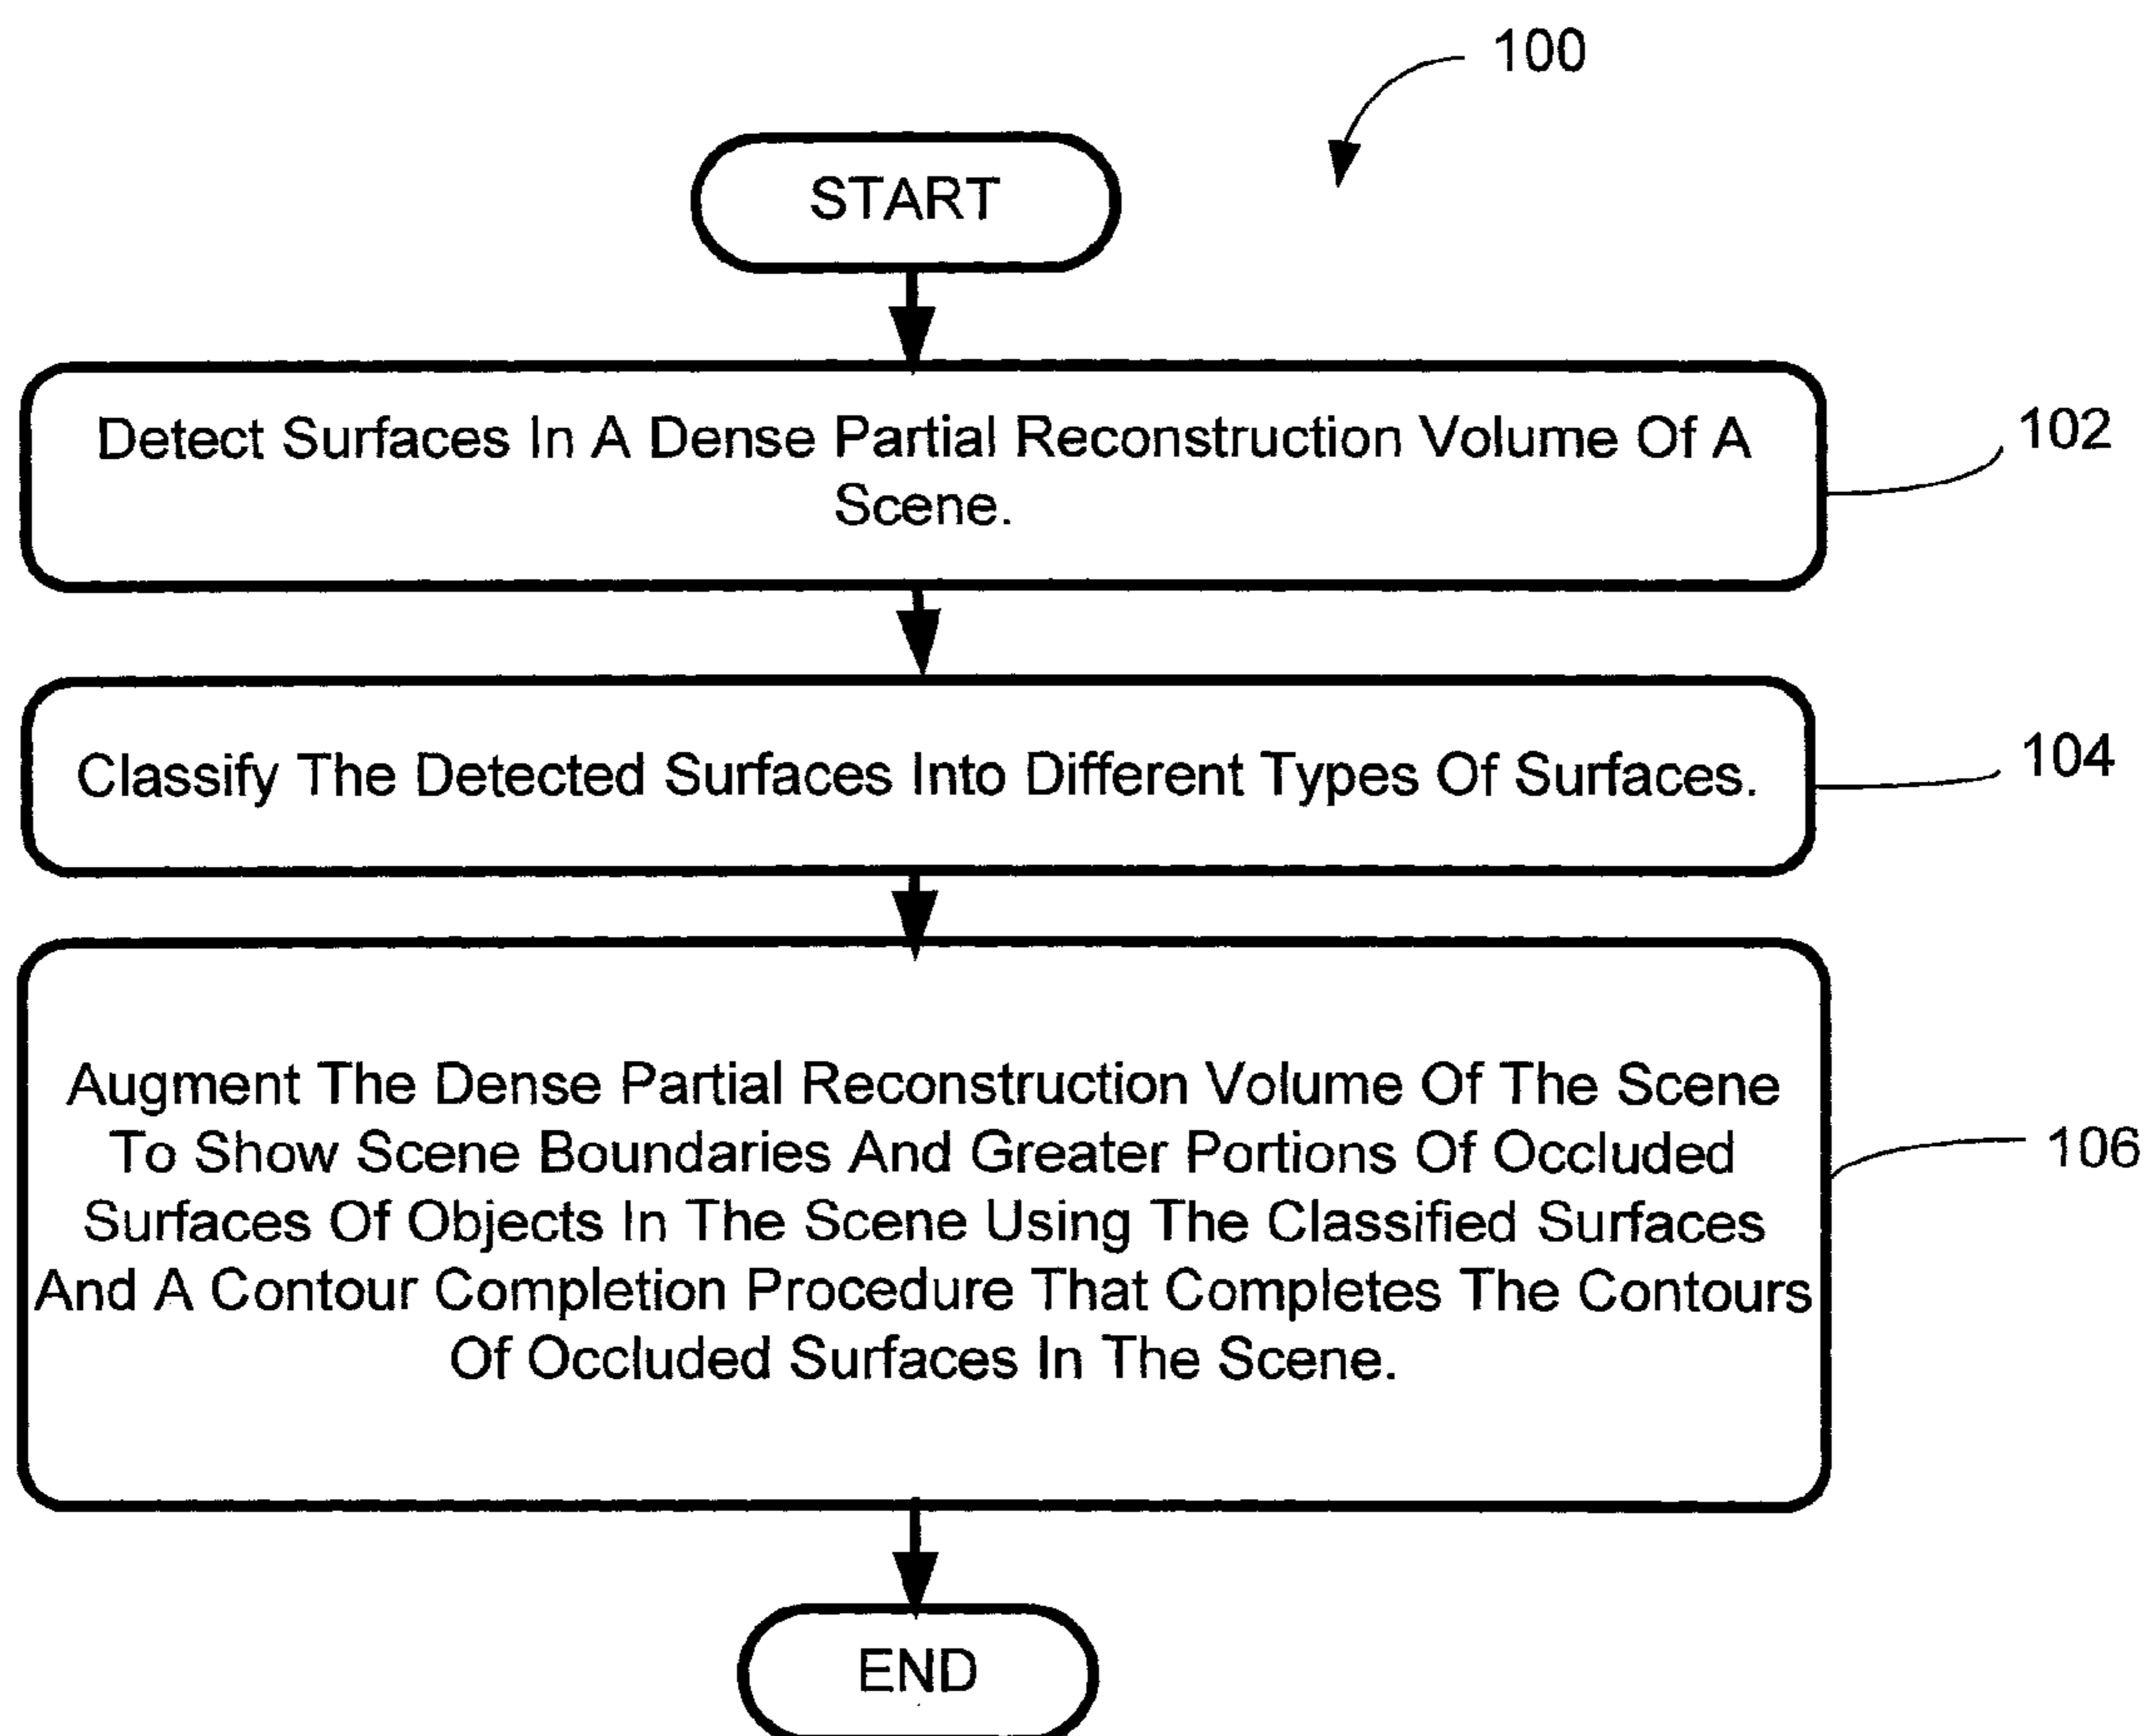 100
START
Detect Surfaces In A Dense Partial Reconstruction Volume Of A
Scene.
102
Classify The Detected Surfaces Into Different Types Of Surfaces.
104
Augment The Dense Partial Reconstruction Volume Of The Scene
To Show Scene Boundaries And Greater Portions Of Occluded
Surfaces Of Objects In The Scene Using The Classified Surfaces
And A Contour Completion Procedure That Completes The Contours
Of Occluded Surfaces In The Scene.
106
END